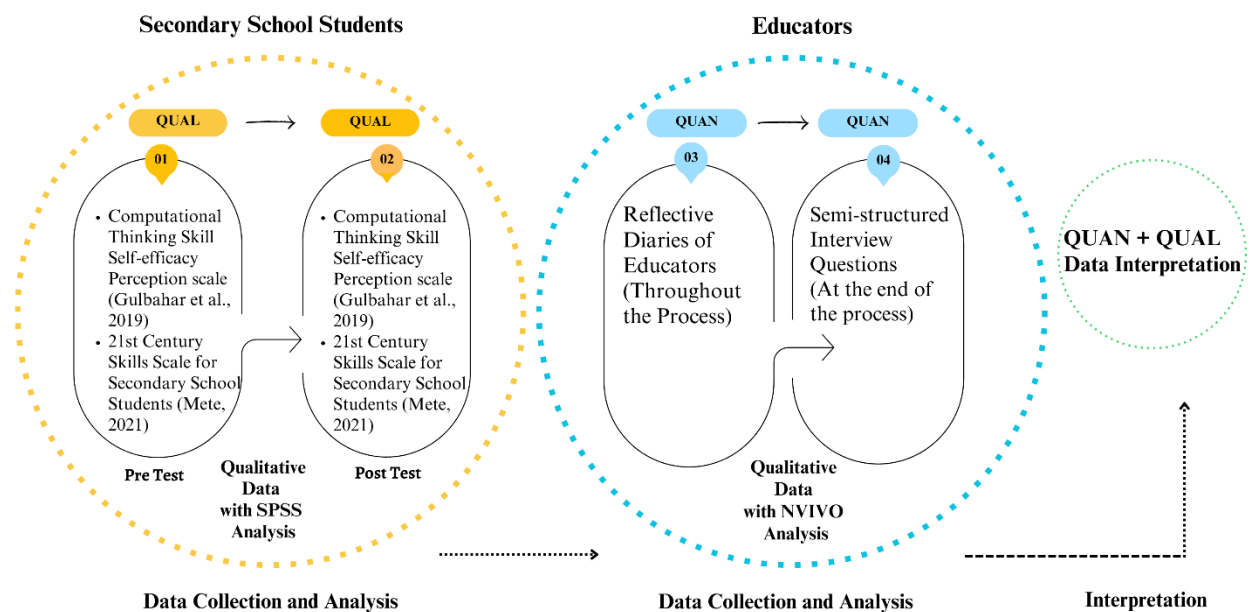 Secondary School Students
QUAL
QUAL
01
02
• Computational
Thinking Skill
Self-efficacy
Perception scale
(Gulbahar et al.,
2019)
• 21st Century
Skills Scale for
Secondary School
Students (Mete,
2021)
• Computational
Thinking Skill
Self-efficacy
Perception scale
(Gulbahar et al.,
2019)
• 21st Century
Skills Scale for
Secondary School
Students (Mete,
2021)
Pre Test
Qualitative
Data
with SPSS
Analysis
Post Test
Data Collection and Analysis
Educators
QUAN
QUAN
03
04
Reflective
Diaries of
Educators
(Throughout
the Process)
Semi-structured
Interview
Questions
(At the end of
the process)
Qualitative
Data
with NVIVO
Analysis
Data Collection and Analysis
QUAN + QUAL
Data Interpretation
Interpretation